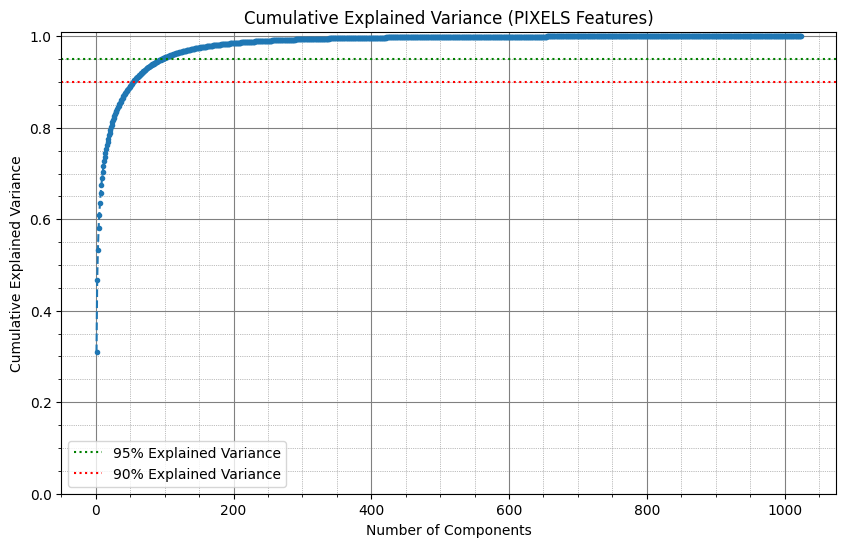 Cumulative Explained Variance (PIXELS Features)
1.0
0.8
0.6
0.4
0.2
0.0
Cumulative Explained Variance
95% Explained Variance
90% Explained Variance
0 200 400 600 800 1000
Number of Components